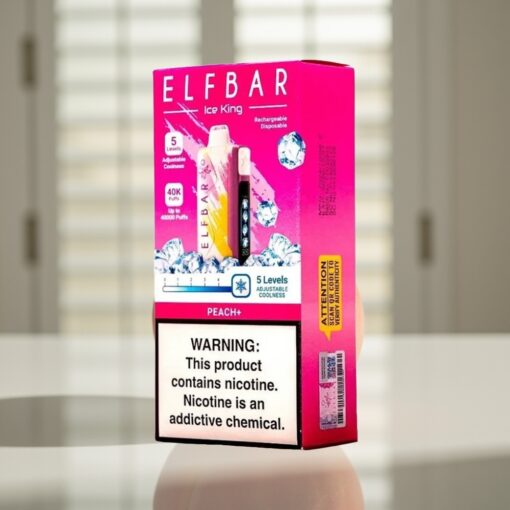 ELFBAR
Ice King
Rechargeable
Disposable
5
Levels
Adjustable
Coolness
40K
Puffs
Up to
40000 Puffs
ELFBAR
5 Levels
ADJUSTABLE
COOLNESS
PEACH+
WARNING:
This product
contains nicotine.
Nicotine is an
addictive chemical.
ATTENTION
SCAN QR CODE TO
VERIFY AUTHENTICITY